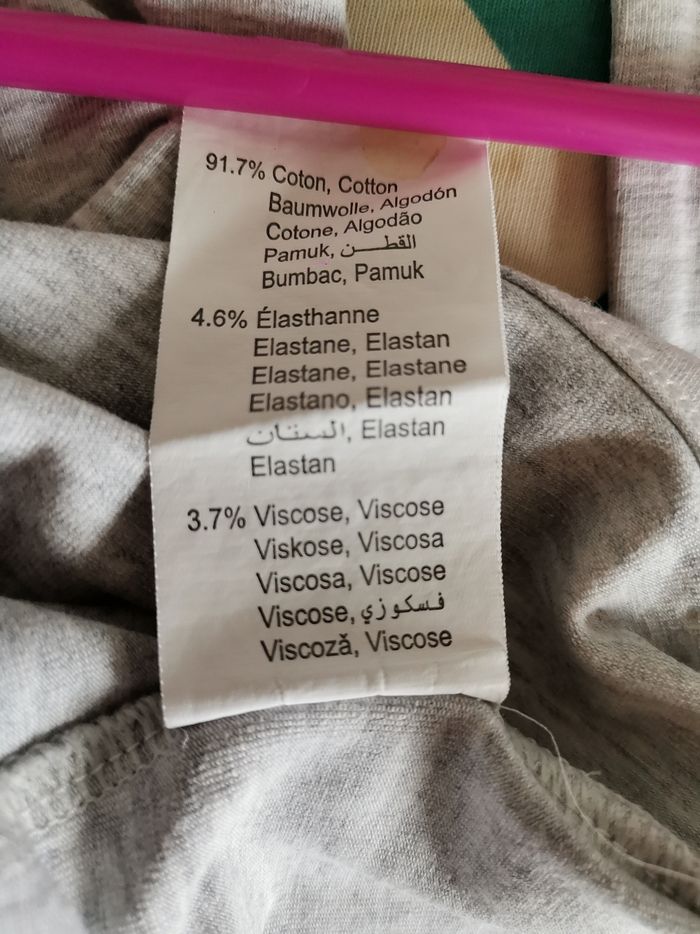 91.7% Coton, Cotton
Baumwolle, Algodón
Cotone, Algodão
Pamuk, القطن
Bumbac, Pamuk
4.6% Élasthanne
Elastane, Elastan
Elastane, Elastane
Elastano, Elastan
الستان, Elastan
Elastan
3.7% Viscose, Viscose
Viskose, Viscosa
Viscosa, Viscose
Viscose, فسكوزي
Viscoză, Viscose